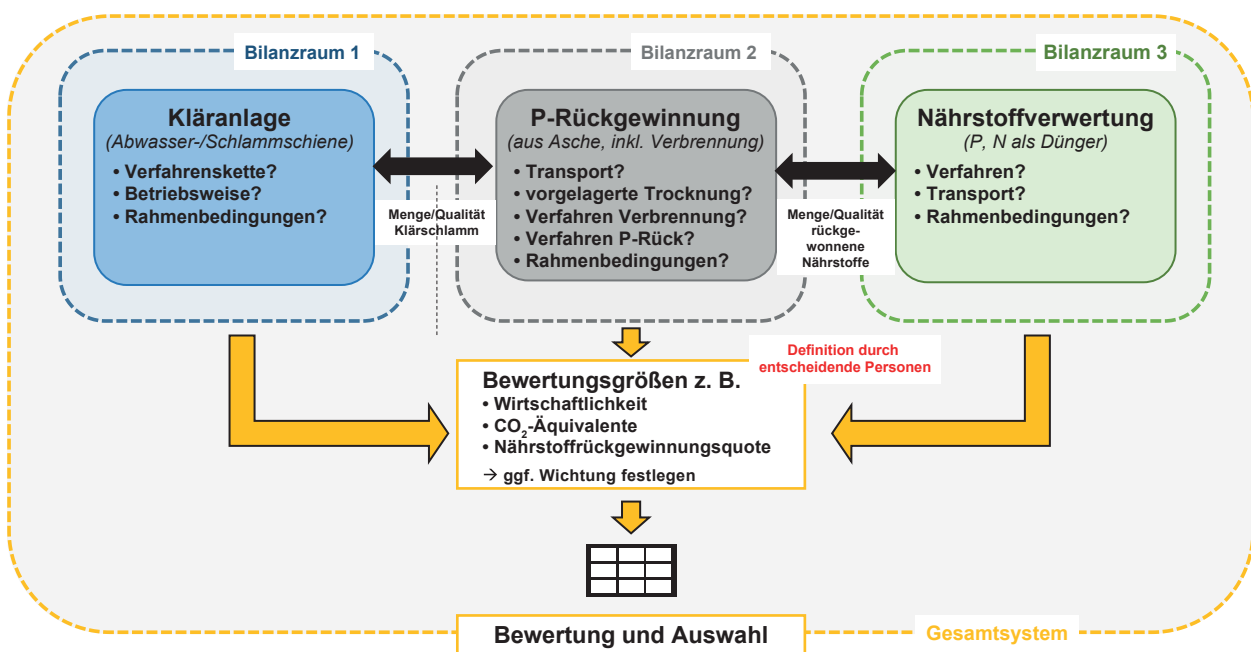 Bilanzraum 1
Kläranlage
(Abwasser-/Schlammschiene)
• Verfahrenskette?
• Betriebsweise?
• Rahmenbedingungen?
Menge/Qualität
Klärschlamm
Bilanzraum 2
P-Rückgewinnung
(aus Asche, inkl. Verbrennung)
• Transport?
• vorgelagerte Trocknung?
• Verfahren Verbrennung?
• Verfahren P-Rück?
• Rahmenbedingungen?
Menge/Qualität
rückge-
wonnene
Nährstoffe
Bilanzraum 3
Nährstoffverwertung
(P, N als Dünger)
• Verfahren?
• Transport?
• Rahmenbedingungen?
Definition durch
entscheidende Personen
Bewertungsgrößen z. B.
• Wirtschaftlichkeit
• CO₂-Äquivalente
• Nährstoffrückgewinnungsquote
→ ggf. Wichtung festlegen
Bewertung und Auswahl
Gesamtsystem